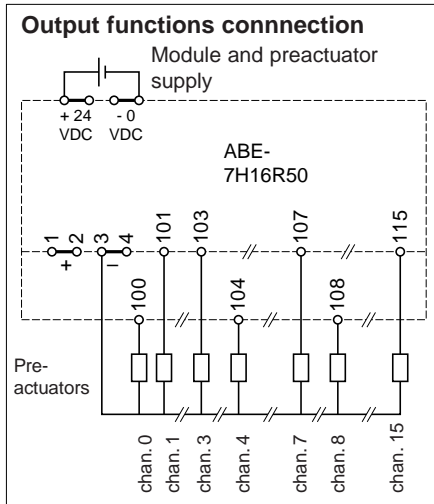 Output functions connnection
Module and preactuator
supply
+ 24
VDC
- 0
VDC
ABE-
7H16R50
1
2
3
4
101
103
107
115
+
–
100
104
108
Pre-
actuators
chan. 0
chan. 1
chan. 3
chan. 4
chan. 7
chan. 8
chan. 15